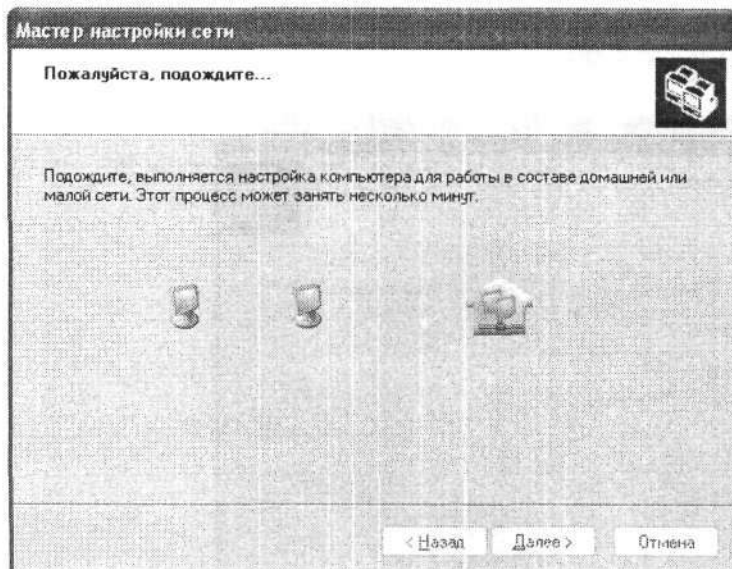 Мастер настройки сети
Пожалуйста, подождите...
Подождите, выполняется настройка компьютера для работы в составе домашней или
малой сети. Этот процесс может занять несколько минут.
< Назад
Далее >
Отмена